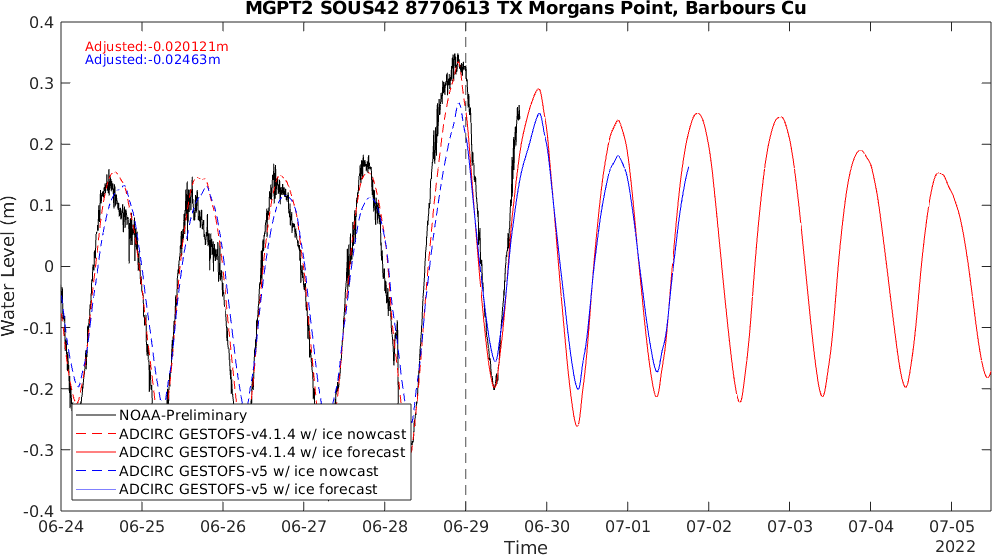 MGPT2 SOUS42 8770613 TX Morgans Point, Barbours Cu
Adjusted:-0.020121m
Adjusted:-0.02463m
0.4
0.3
0.2
0.1
0
-0.1
-0.2
-0.3
-0.4
Water Level (m)
NOAA-Preliminary
ADCIRC GESTOFS-v4.1.4 w/ ice nowcast
ADCIRC GESTOFS-v4.1.4 w/ ice forecast
ADCIRC GESTOFS-v5 w/ ice nowcast
ADCIRC GESTOFS-v5 w/ ice forecast
06-24 06-25 06-26 06-27 06-28 06-29 06-30 07-01 07-02 07-03 07-04 07-05
Time
2022